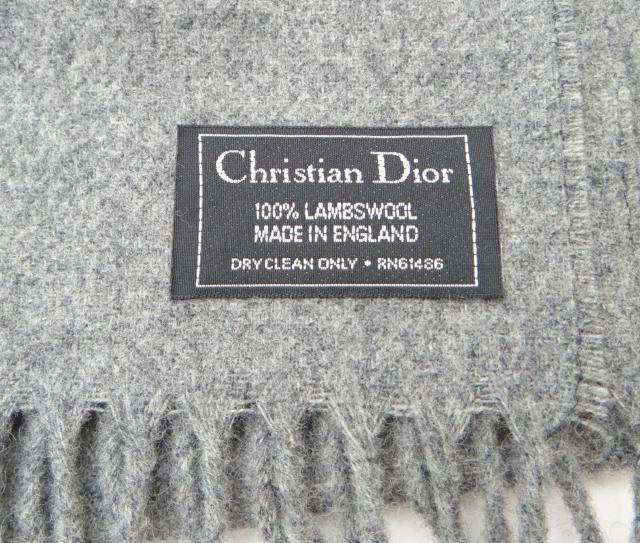 Christian Dior
100% LAMBSWOOL
MADE IN ENGLAND
DRY CLEAN ONLY • RN61486